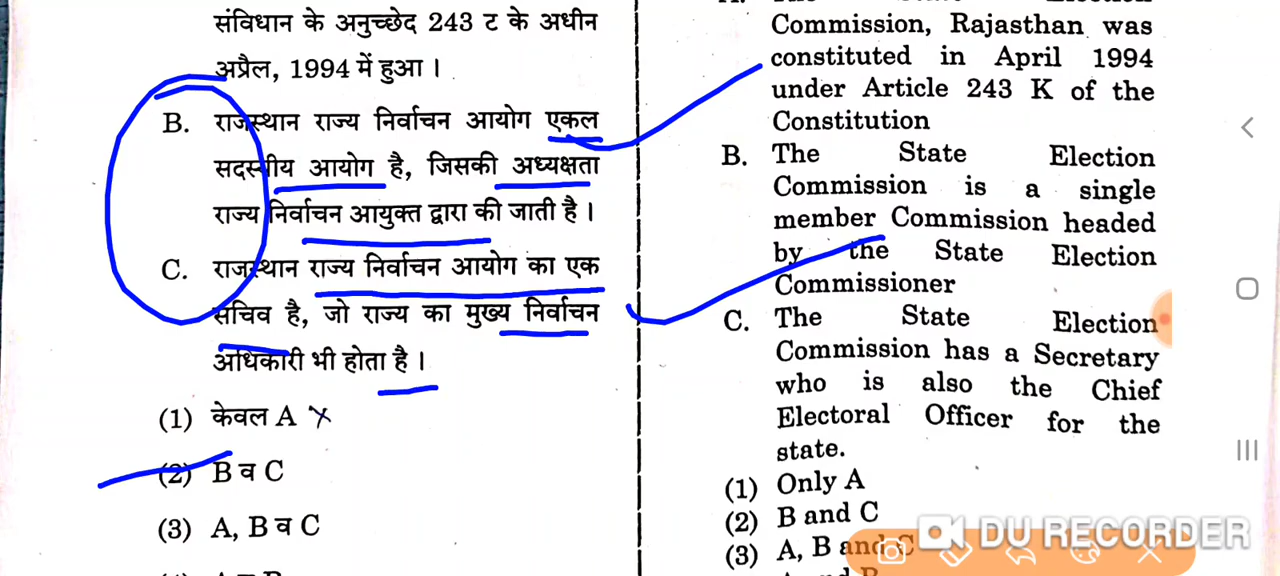 संविधान के अनुच्छेद 243 ट के अधीन
अप्रैल, 1994 में हुआ ।
B. राजस्थान राज्य निर्वाचन आयोग एकल
सदस्यीय आयोग है, जिसकी अध्यक्षता
राज्य निर्वाचन आयुक्त द्वारा की जाती है ।
C. राजस्थान राज्य निर्वाचन आयोग का एक
सचिव है, जो राज्य का मुख्य निर्वाचन
अधिकारी भी होता है ।
(1) केवल A
(2) B व C
(3) A, B व C
Commission, Rajasthan was
constituted in April 1994
under Article 243 K of the
Constitution
B. The State Election
Commission is a single
member Commission headed
by the State Election
Commissioner
C. The State Election
Commission has a Secretary
who is also the Chief
Electoral Officer for the
state.
(1) Only A
(2) B and C
(3) A, B and C
DU RECORDER